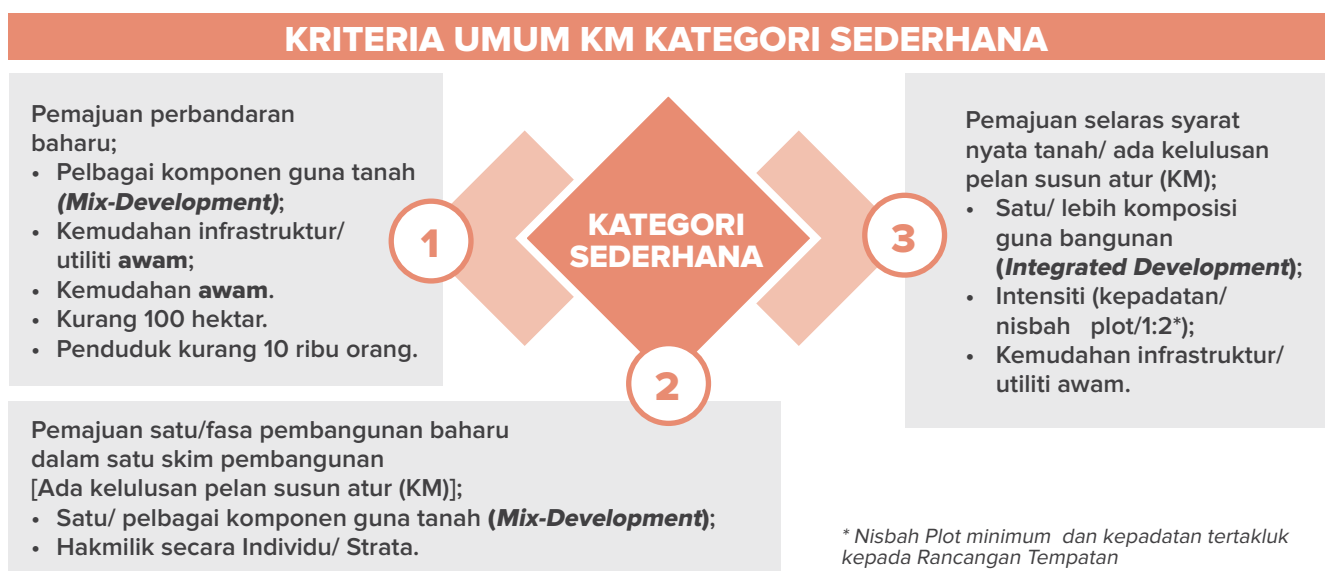 KRITERIA UMUM KM KATEGORI SEDERHANA
Pemajuan perbandaran
baharu;
• Pelbagai komponen guna tanah
(Mix-Development);
• Kemudahan infrastruktur/
utiliti awam;
• Kemudahan awam.
• Kurang 100 hektar.
• Penduduk kurang 10 ribu orang.
1
KATEGORI
SEDERHANA
2
Pemajuan satu/fasa pembangunan baharu
dalam satu skim pembangunan
[Ada kelulusan pelan susun atur (KM)];
• Satu/ pelbagai komponen guna tanah (Mix-Development);
• Hakmilik secara Individu/ Strata.
3
Pemajuan selaras syarat
nyata tanah/ ada kelulusan
pelan susun atur (KM);
• Satu/ lebih komposisi
guna bangunan
(Integrated Development);
• Intensiti (kepadatan/
nisbah plot/1:2*);
• Kemudahan infrastruktur/
utiliti awam.
* Nisbah Plot minimum dan kepadatan tertakluk
kepada Rancangan Tempatan